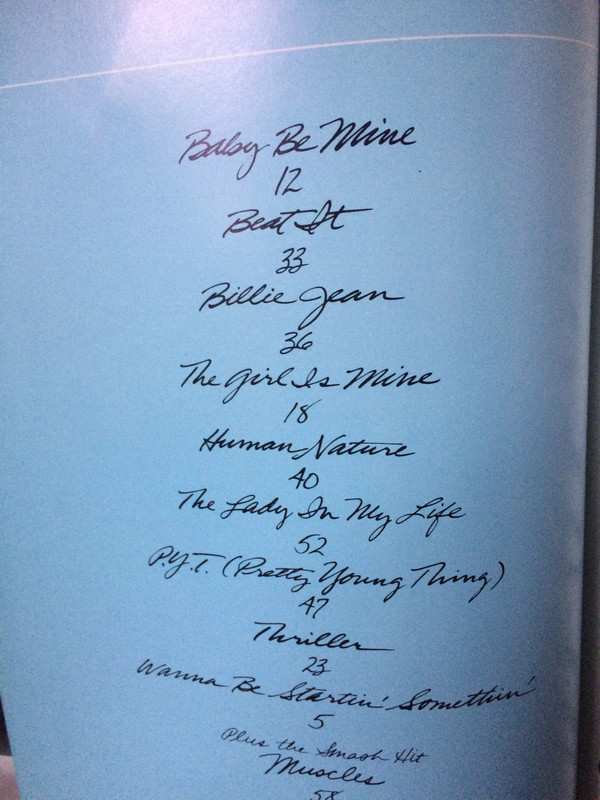 Baby Be Mine
12
Beat It
33
Billie Jean
36
The Girl Is Mine
18
Human Nature
40
The Lady In My Life
52
P.Y.T. (Pretty Young Thing)
47
Thriller
23
Wanna Be Startin' Somethin'
5
Plus the Smash Hit
Muscles
58